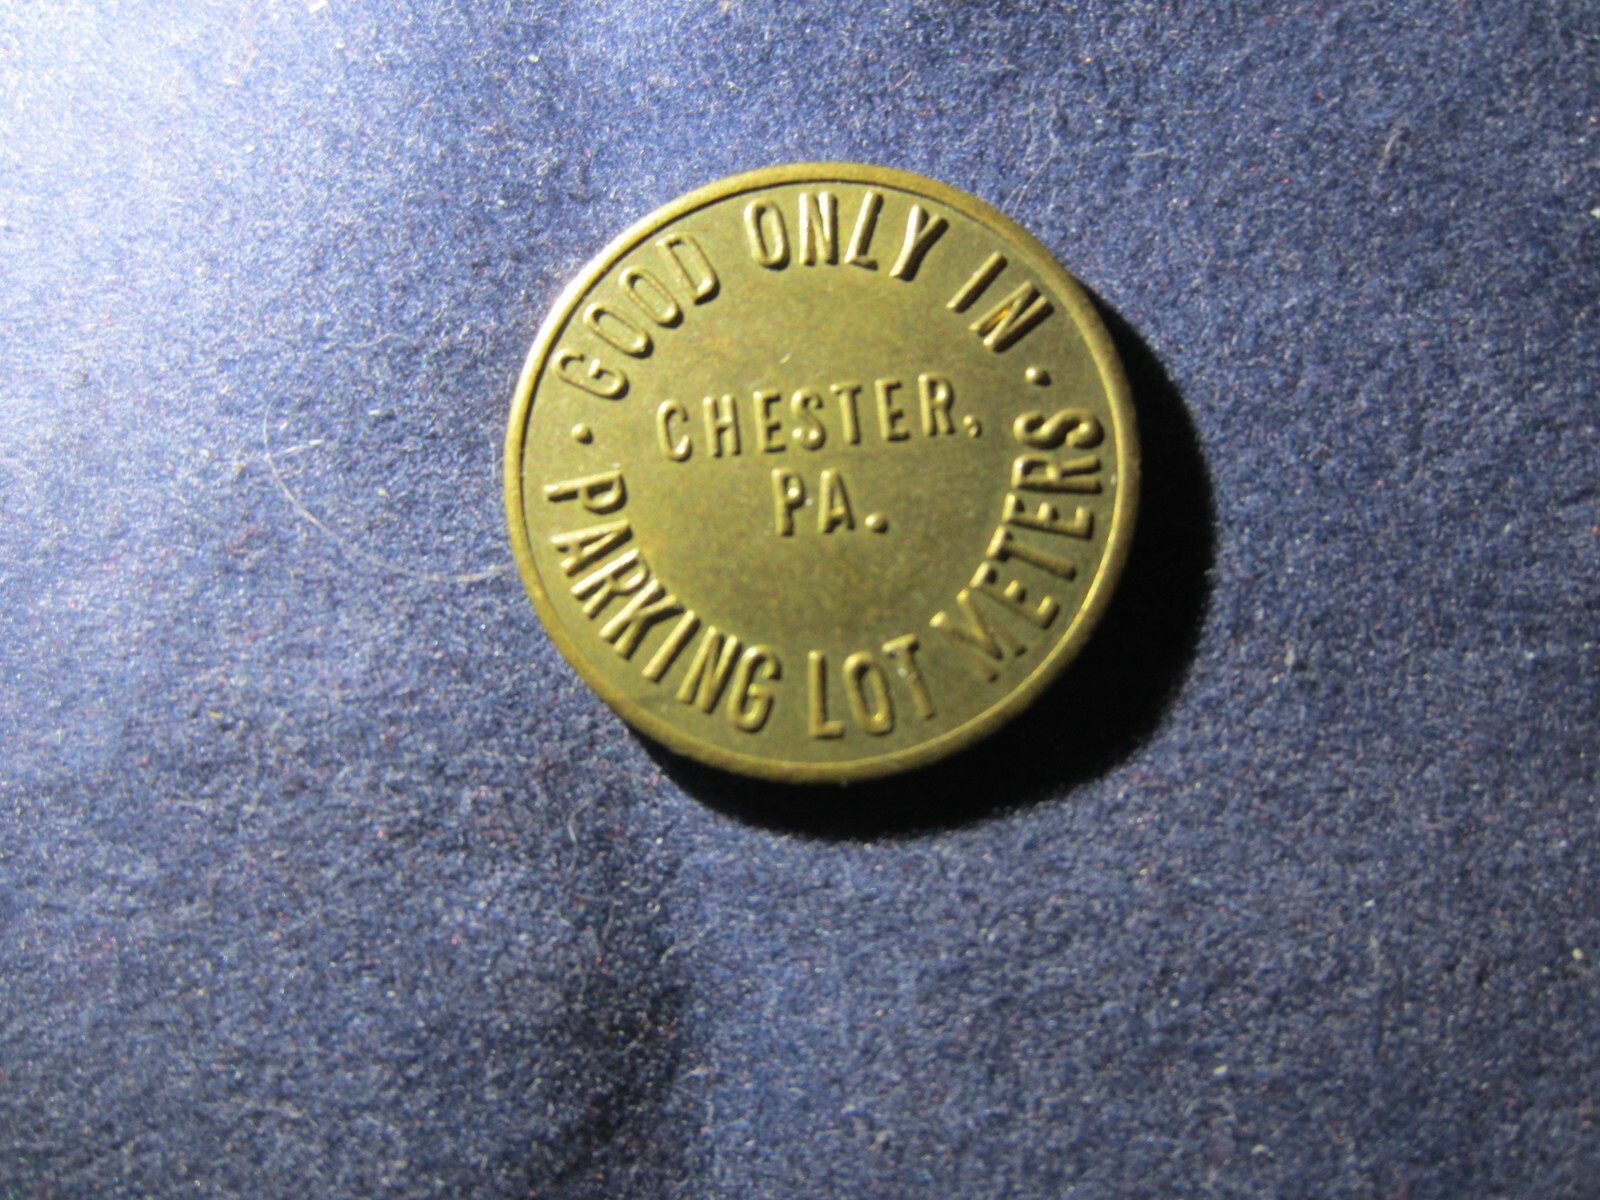 · GOOD ONLY IN ·
CHESTER,
PA.
PARKING LOT METERS